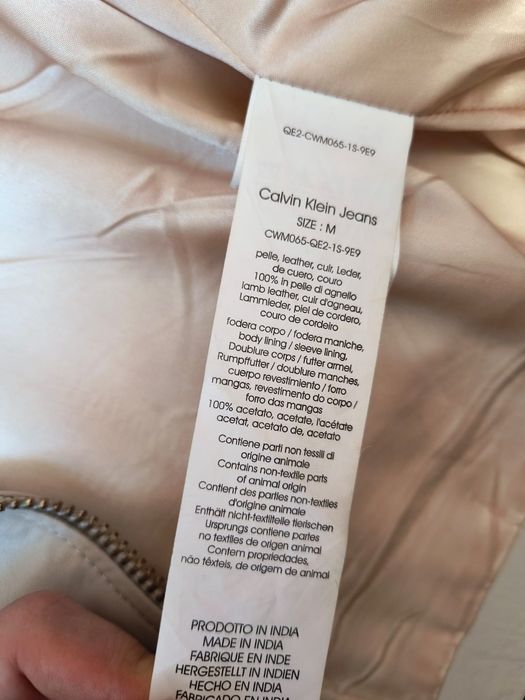 QE2-CWM065-1S-9E9
Calvin Klein Jeans
SIZE : M
CWM065-QE2-1S-9E9
pelle, leather, cuir, Leder,
de cuero, couro
100% in pelle di agnello
lamb leather, cuir d'agneau,
Lammleder, piel de cordero,
couro de cordeiro
fodera corpo / fodera maniche,
body lining / sleeve lining,
Doublure corps / futter armel,
Rumpffutter / doublure manches,
cuerpo revestimiento / forro
mangas, revestimento do corpo /
forro das mangas
100% acetato, acetate, l'acétate
acetat, acetato de, acetato
Contiene parti non tessili di
origine animale
Contains non-textile parts
of animal origin
Contient des parties non-textiles
d'origine animale
Enthält nicht-textilteile tierischen
Ursprungs contiene partes
no textiles de origen animal
Contem propriedades,
não têxteis, de origem de animal
PRODOTTO IN INDIA
MADE IN INDIA
FABRIQUE EN INDE
HERGESTELLT IN INDIEN
HECHO EN INDIA
FABRICADO EN INDIA